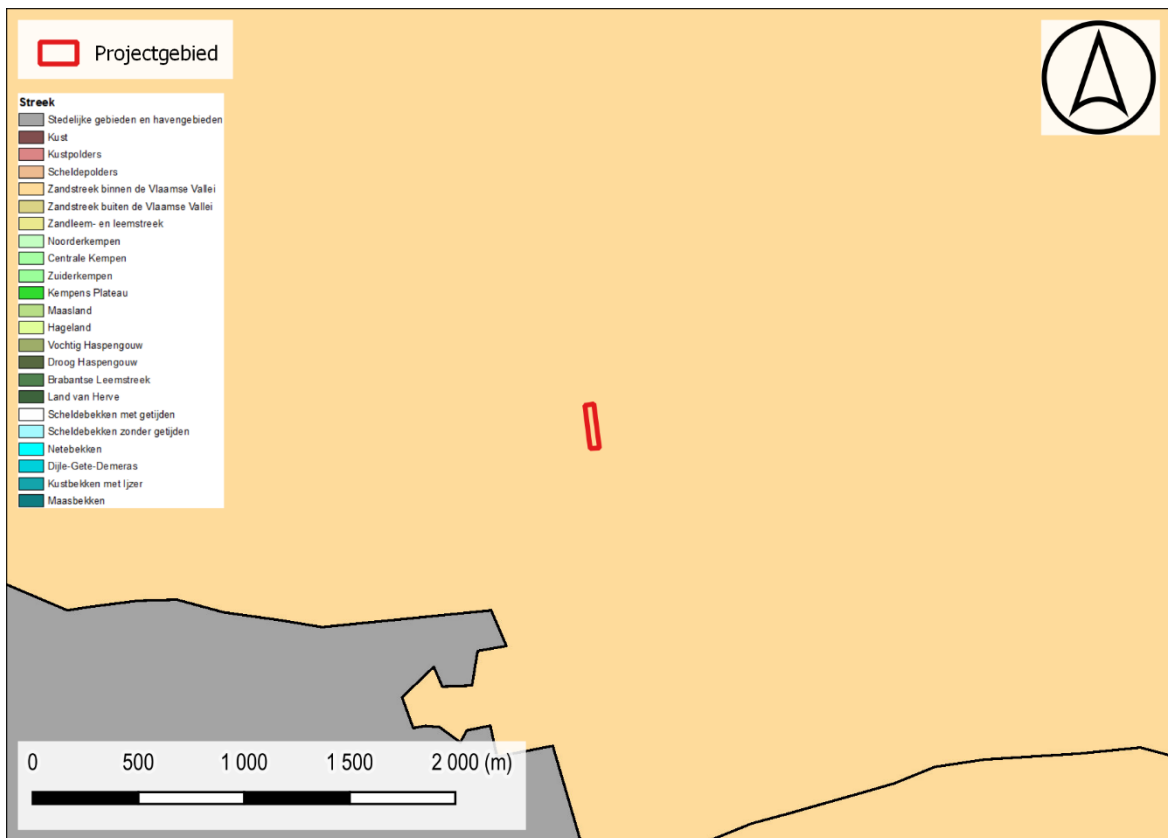 Projectgebied
Streek
Stedelijke gebieden en havengebieden
Kust
Kustpolders
Scheldepolders
Zandstreek binnen de Vlaamse Vallei
Zandstreek buiten de Vlaamse Vallei
Zandleem- en leemstreek
Noorderkempen
Centrale Kempen
Zuiderkempen
Kempens Plateau
Maasland
Hageland
Vochtig Haspengouw
Droog Haspengouw
Brabantse Leemstreek
Land van Herve
Scheldebekken met getijden
Scheldebekken zonder getijden
Netebekken
Dijle-Gete-Demeras
Kustbekken met Ijzer
Maasbekken
0 500 1 000 1 500 2 000 (m)